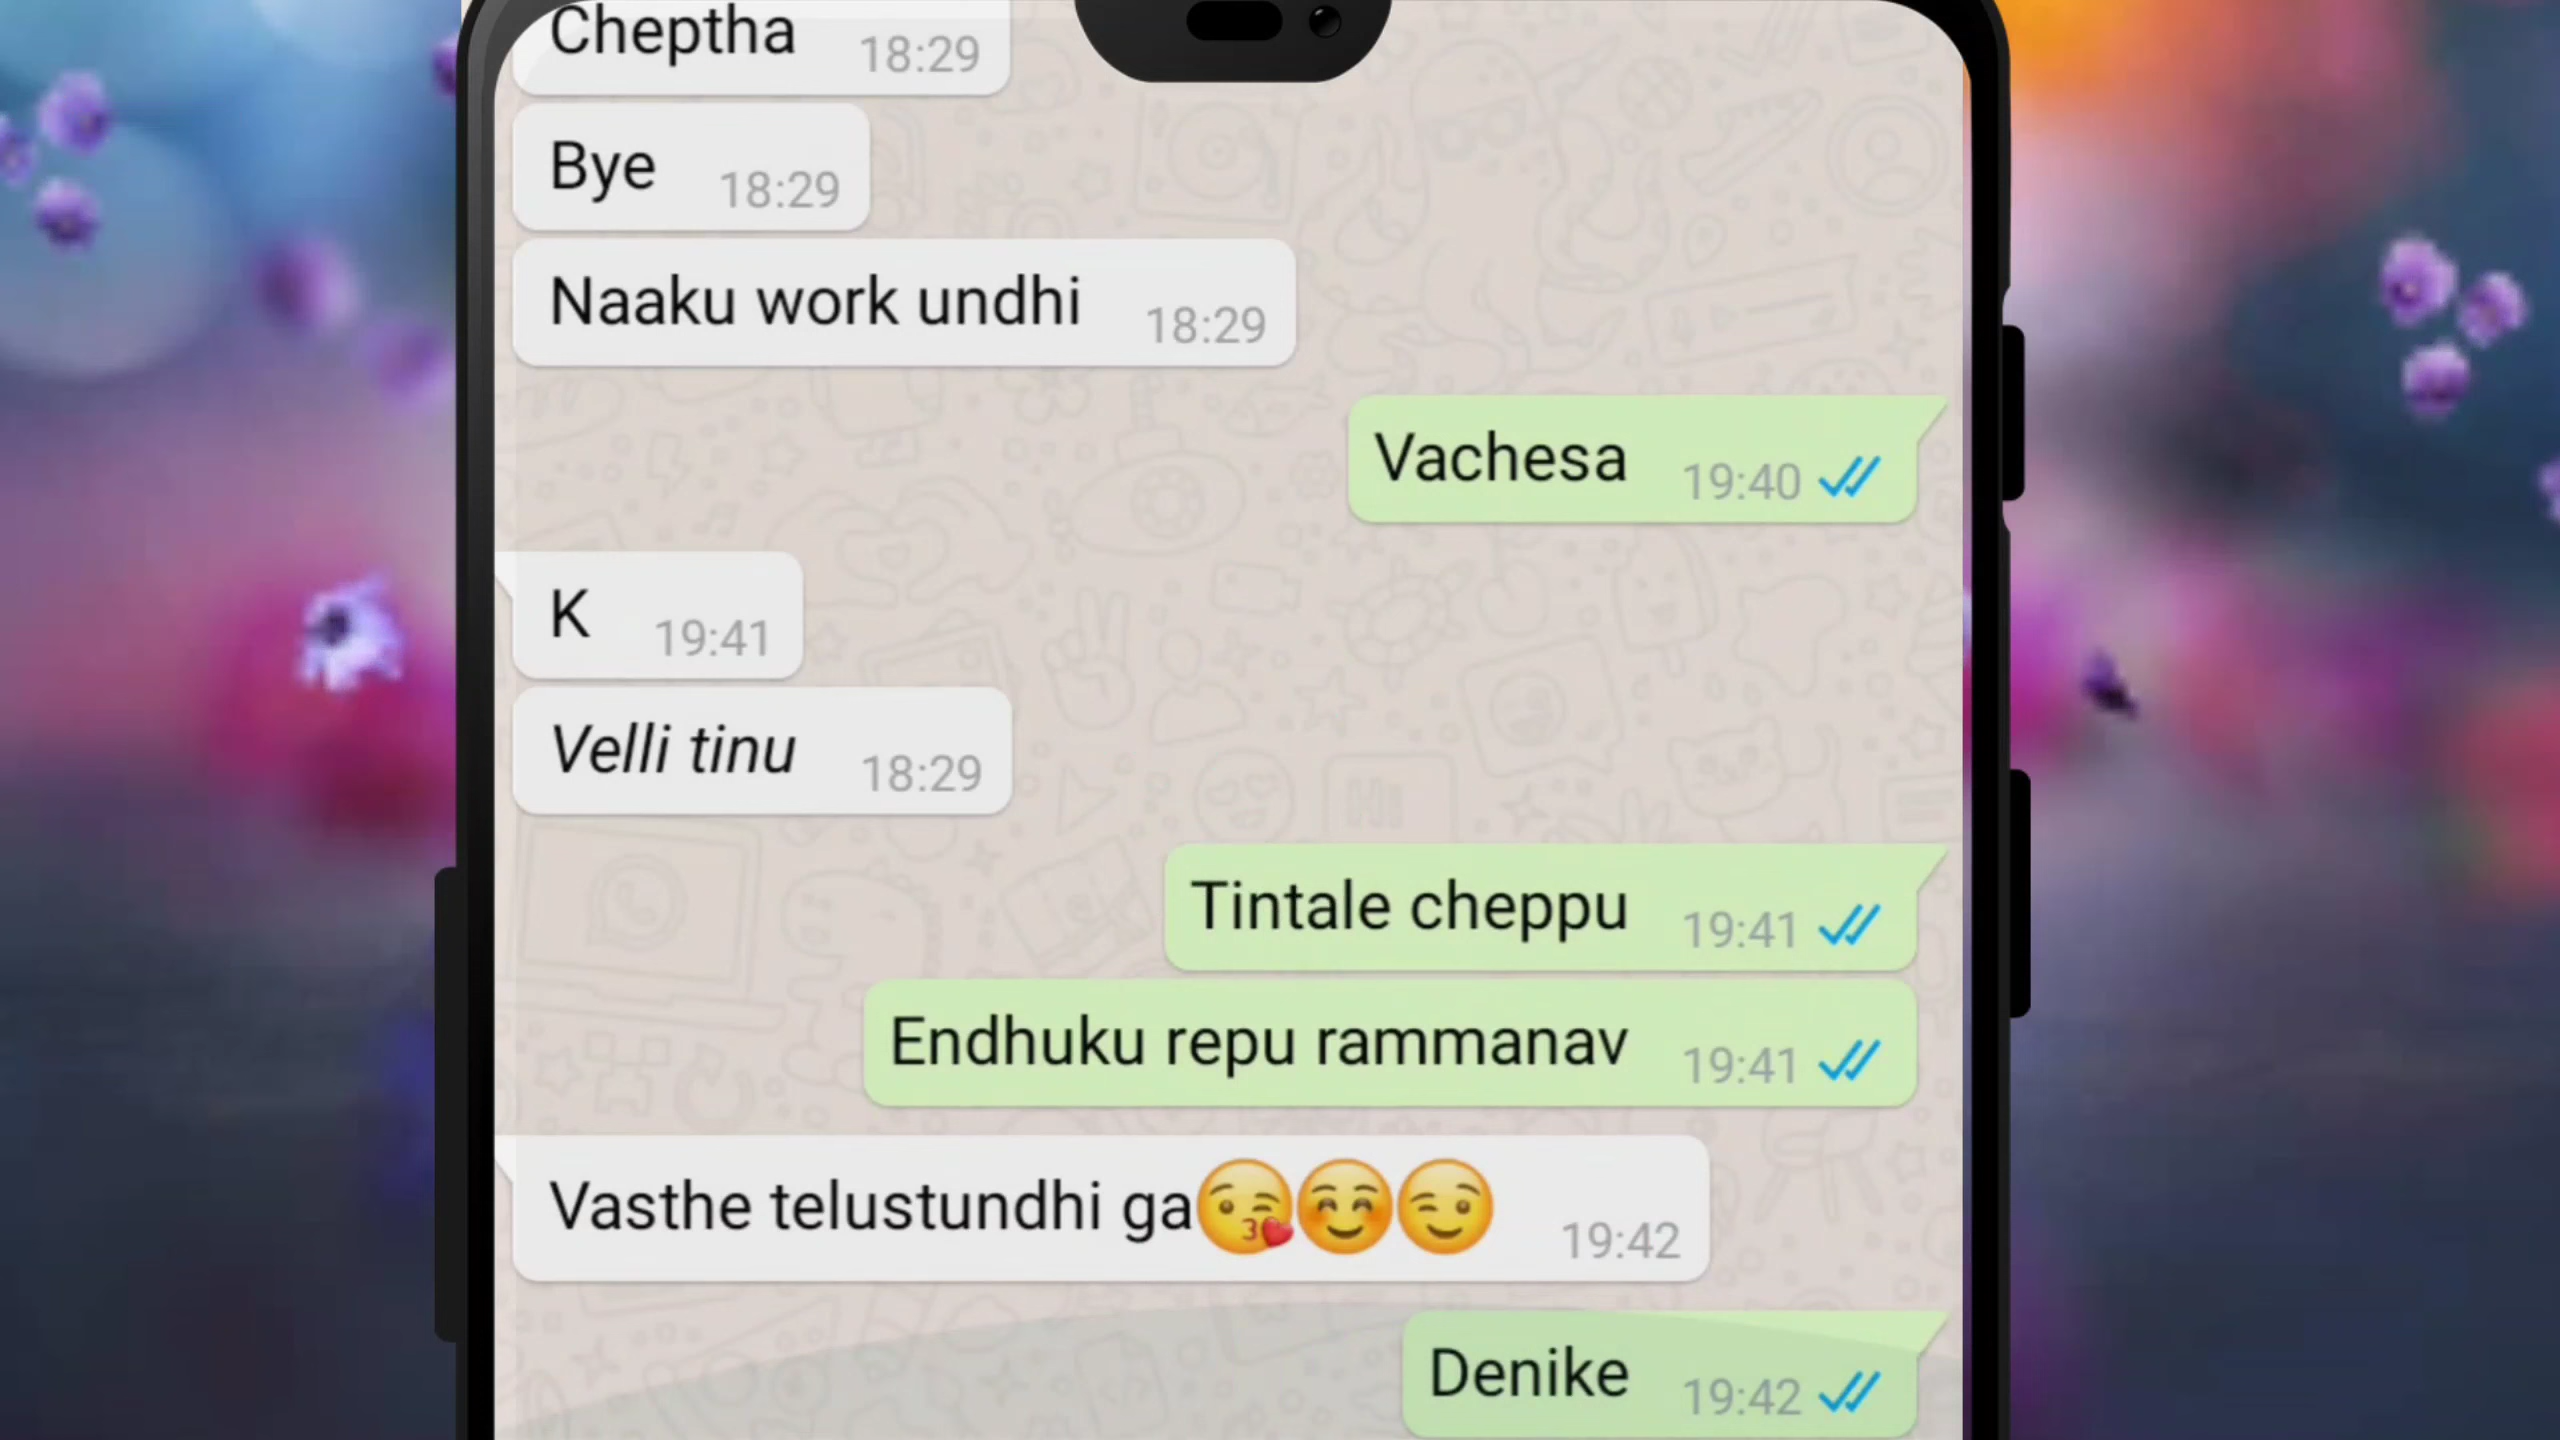 Cheptha 18:29
Bye 18:29
Naaku work undhi 18:29
Vachesa 19:40
K 19:41
Velli tinu 18:29
Tintale cheppu 19:41
Endhuku repu rammanav 19:41
Vasthe telustundhi ga😘☺️😉 19:42
Denike 19:42